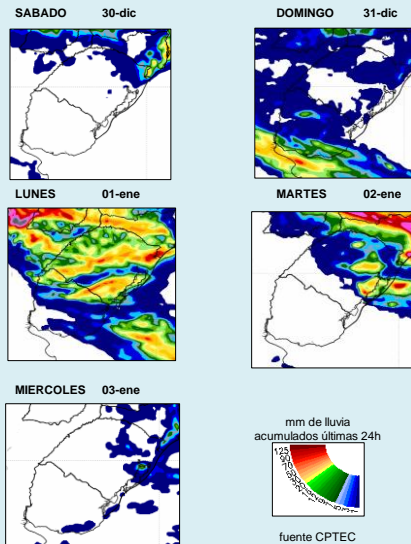 SABADO 30-dic
DOMINGO 31-dic
LUNES 01-ene
MARTES 02-ene
MIERCOLES 03-ene
mm de lluvia
acumulados últimas 24h
fuente CPTEC